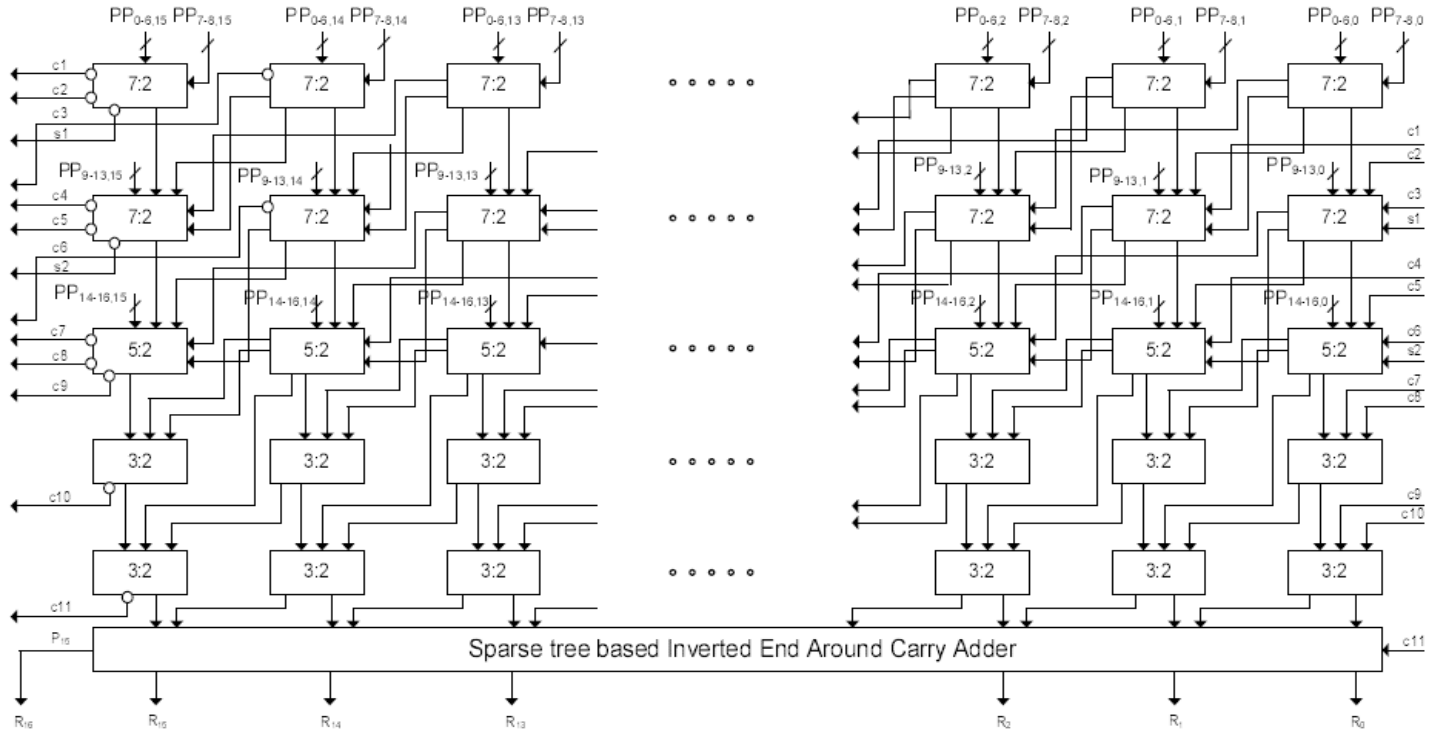 PP0-6,15 PP7-8,15 PP0-6,14 PP7-8,14 PP0-6,13 PP7-8,13 PP0-6,2 PP7-8,2 PP0-6,1 PP7-8,1 PP0-6,0 PP7-8,0
c1
7:2 7:2 7:2 7:2 7:2 7:2
c2
c3
s1 c1
c2
PP9-13,15 PP9-13,14 PP9-13,13 PP9-13,2 PP9-13,1 PP9-13,0
c4 c3
7:2 7:2 7:2 7:2 7:2 7:2
c5 s1
c6
s2 c4
c5
PP14-16,15 PP14-16,14 PP14-16,13 PP14-16,2 PP14-16,1 PP14-16,0
c7 c6
5:2 5:2 5:2 5:2 5:2 5:2
c8 s2
c9 c7
c8
3:2 3:2 3:2 3:2 3:2 3:2
c10 c9
c10
3:2 3:2 3:2 3:2 3:2 3:2
c11
Sparse tree based Inverted End Around Carry Adder
c11
R16 R15 R14 R13 R2 R1 R0